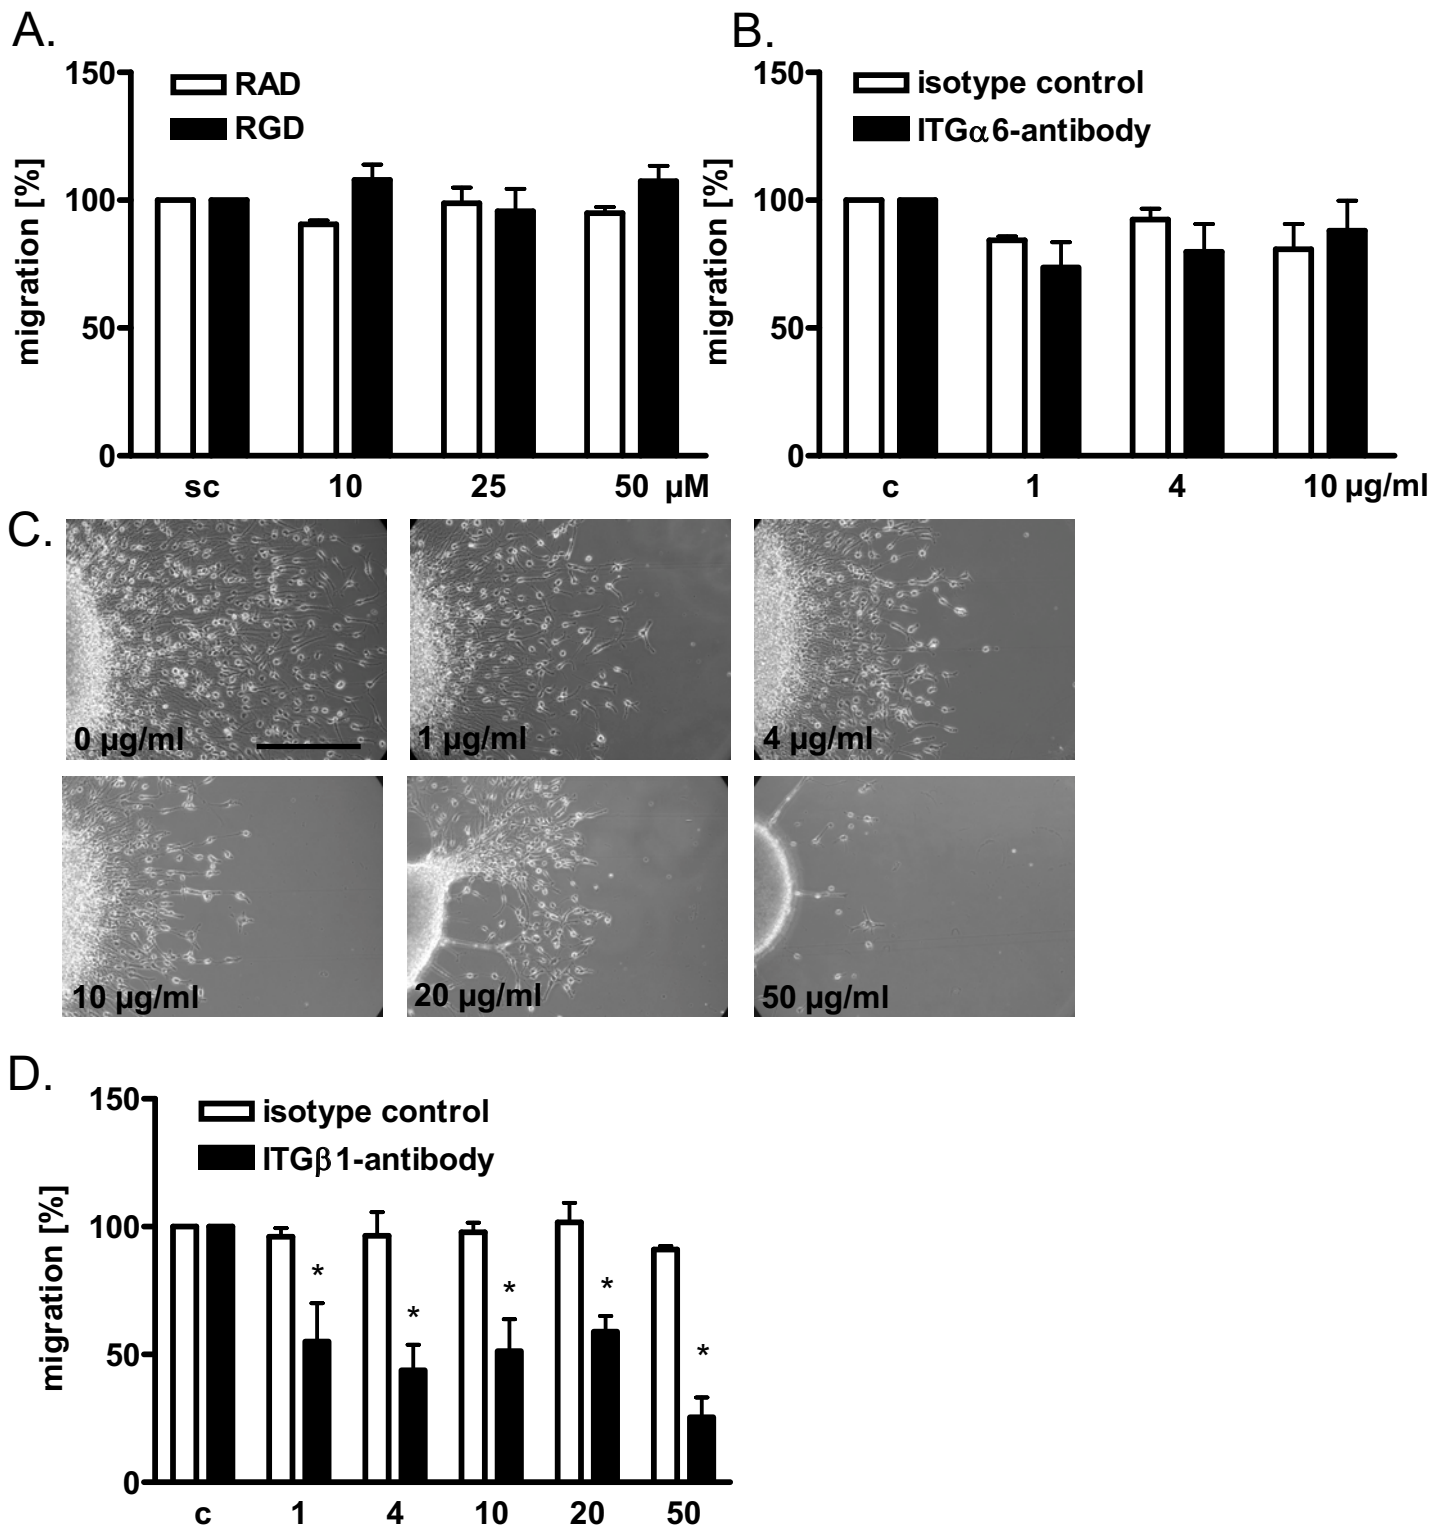 A.
150
RAD
RGD
100
50
0
migration [%]
sc 10 25 50 µM
B.
150
isotype control
ITGα6-antibody
100
50
0
migration [%]
c 1 4 10 µg/ml
C.
0 µg/ml
1 µg/ml
4 µg/ml
10 µg/ml
20 µg/ml
50 µg/ml
D.
150
isotype control
ITGβ1-antibody
100
50
0
migration [%]
* * * * *
c 1 4 10 20 50